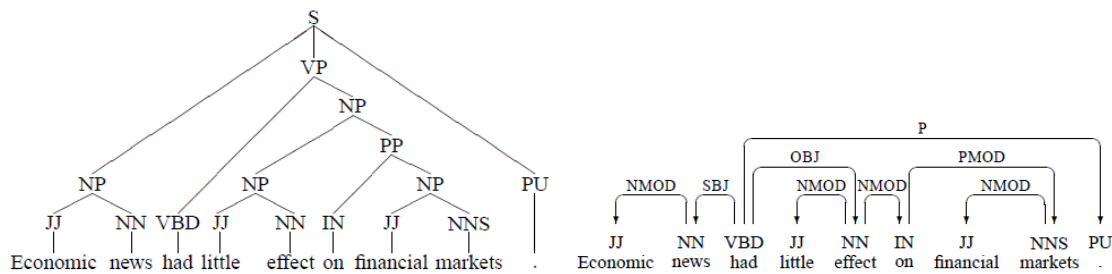 S
VP
NP
PP
NP NP NP PU
JJ NN VBD JJ NN IN JJ NNS
Economic news had little effect on financial markets .
P
OBJ PMOD
NMOD SBJ NMOD NMOD NMOD
JJ NN VBD JJ NN IN JJ NNS PU
Economic news had little effect on financial markets .